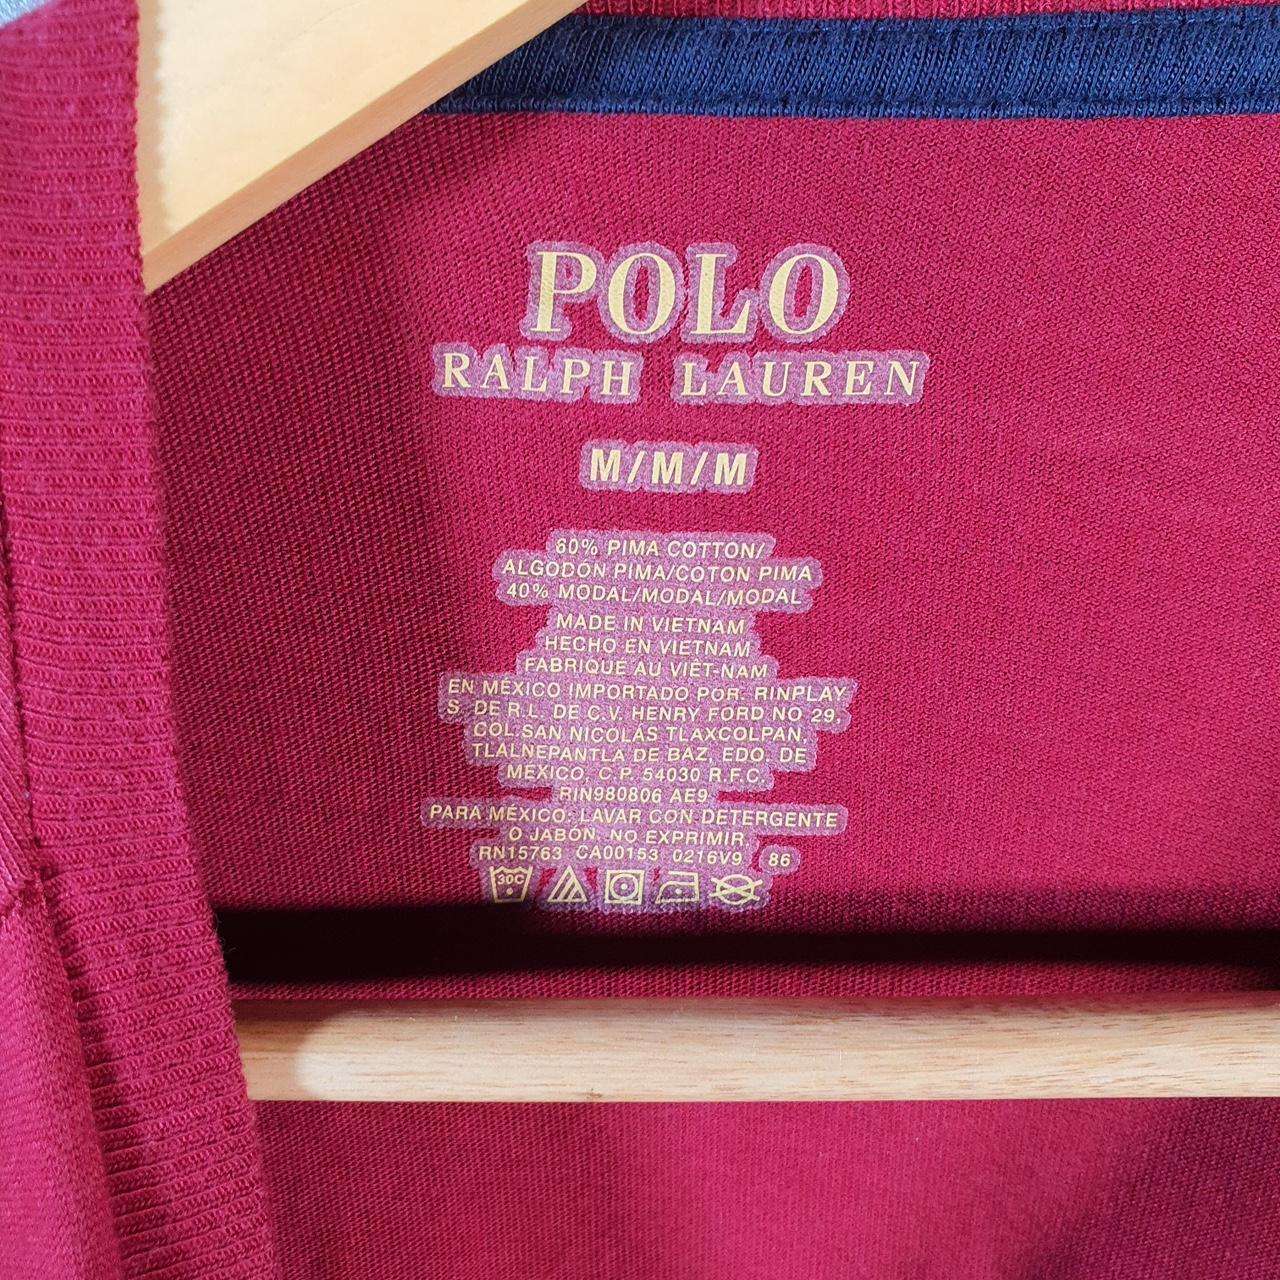 POLO
RALPH LAUREN
M/M/M
60% PIMA COTTON/
ALGODÓN PIMA/COTON PIMA
40% MODAL/MODAL/MODAL
MADE IN VIETNAM
HECHO EN VIETNAM
FABRIQUE AU VIÊT-NAM
EN MEXICO IMPORTADO POR: RINPLAY
S. DE R.L. DE C.V. HENRY FORD NO 29,
COL.SAN NICOLÁS TLAXCOLPAN,
TLALNEPANTLA DE BAZ, EDO. DE
MÉXICO, C.P. 54030 R.F.C.
RIN980806 AE9
PARA MÉXICO: LAVAR CON DETERGENTE
O JABÓN. NO EXPRIMIR
RN15763 CA00153 0216V9 86
30C